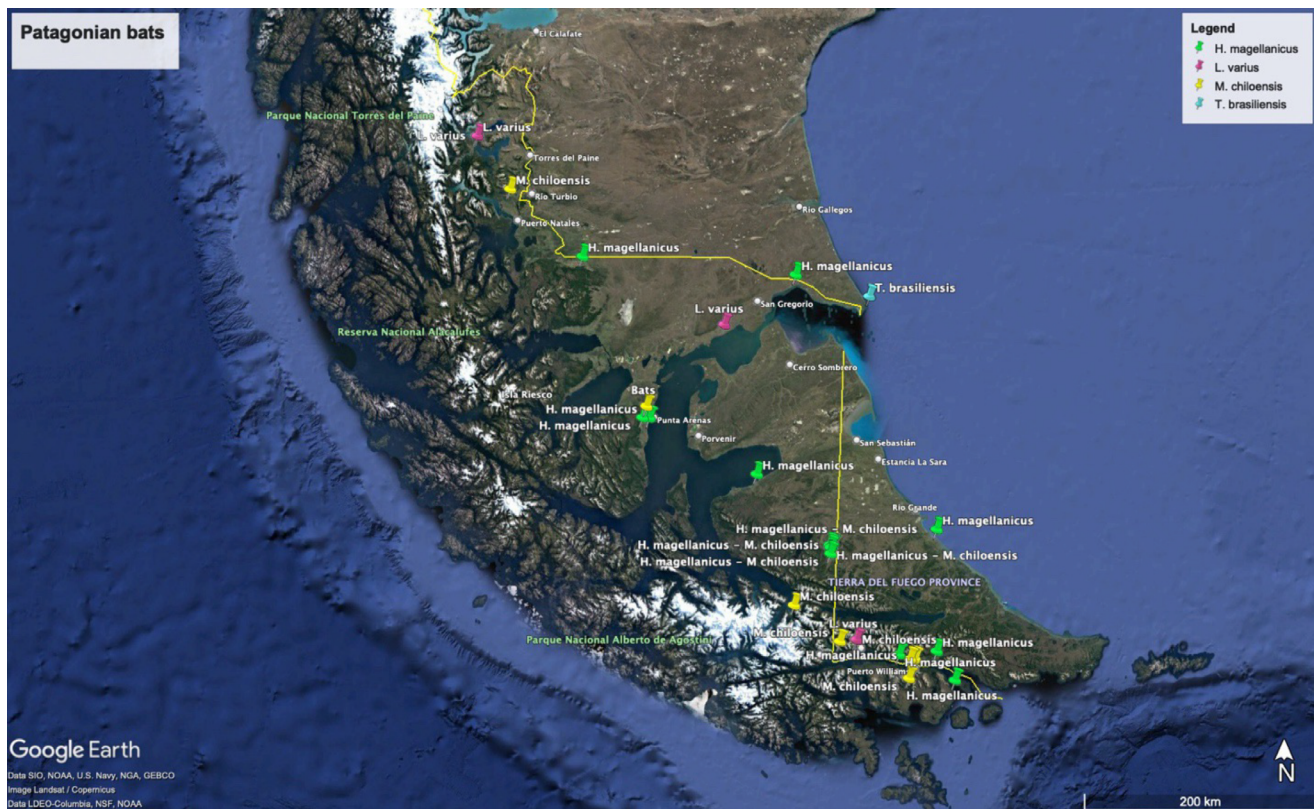 Patagonian bats
Legend
H. magellanicus
L. varius
M. chiloensis
T. brasiliensis
El Calafate
Parque Nacional Torres del Paine
L. varius
L. varius
Torres del Paine
M. chiloensis
Río Turbio
Puerto Natales
Río Gallegos
H. magellanicus
H. magellanicus
T. brasiliensis
San Gregorio
L. varius
Reserva Nacional Alacalufes
Cerro Sombrero
Isla Riesco
Bats
H. magellanicus
Punta Arenas
H. magellanicus
Porvenir
San Sebastián
Estancia La Sara
H. magellanicus
Río Grande
H. magellanicus
H. magellanicus – M. chiloensis
H. magellanicus – M. chiloensis
H. magellanicus – M. chiloensis
H. magellanicus – M chiloensis
TIERRA DEL FUEGO PROVINCE
M. chiloensis
L. varius
Parque Nacional Alberto de Agostini
M. chiloensis
M. chiloensis
H. magellanicus
H. magellanicus
H. magellanicus
Puerto William
M. chiloensis
H. magellanicus
Google Earth
Data SIO, NOAA, U.S. Navy, NGA, GEBCO
Image Landsat / Copernicus
Data LDEO-Columbia, NSF, NOAA
N
200 km